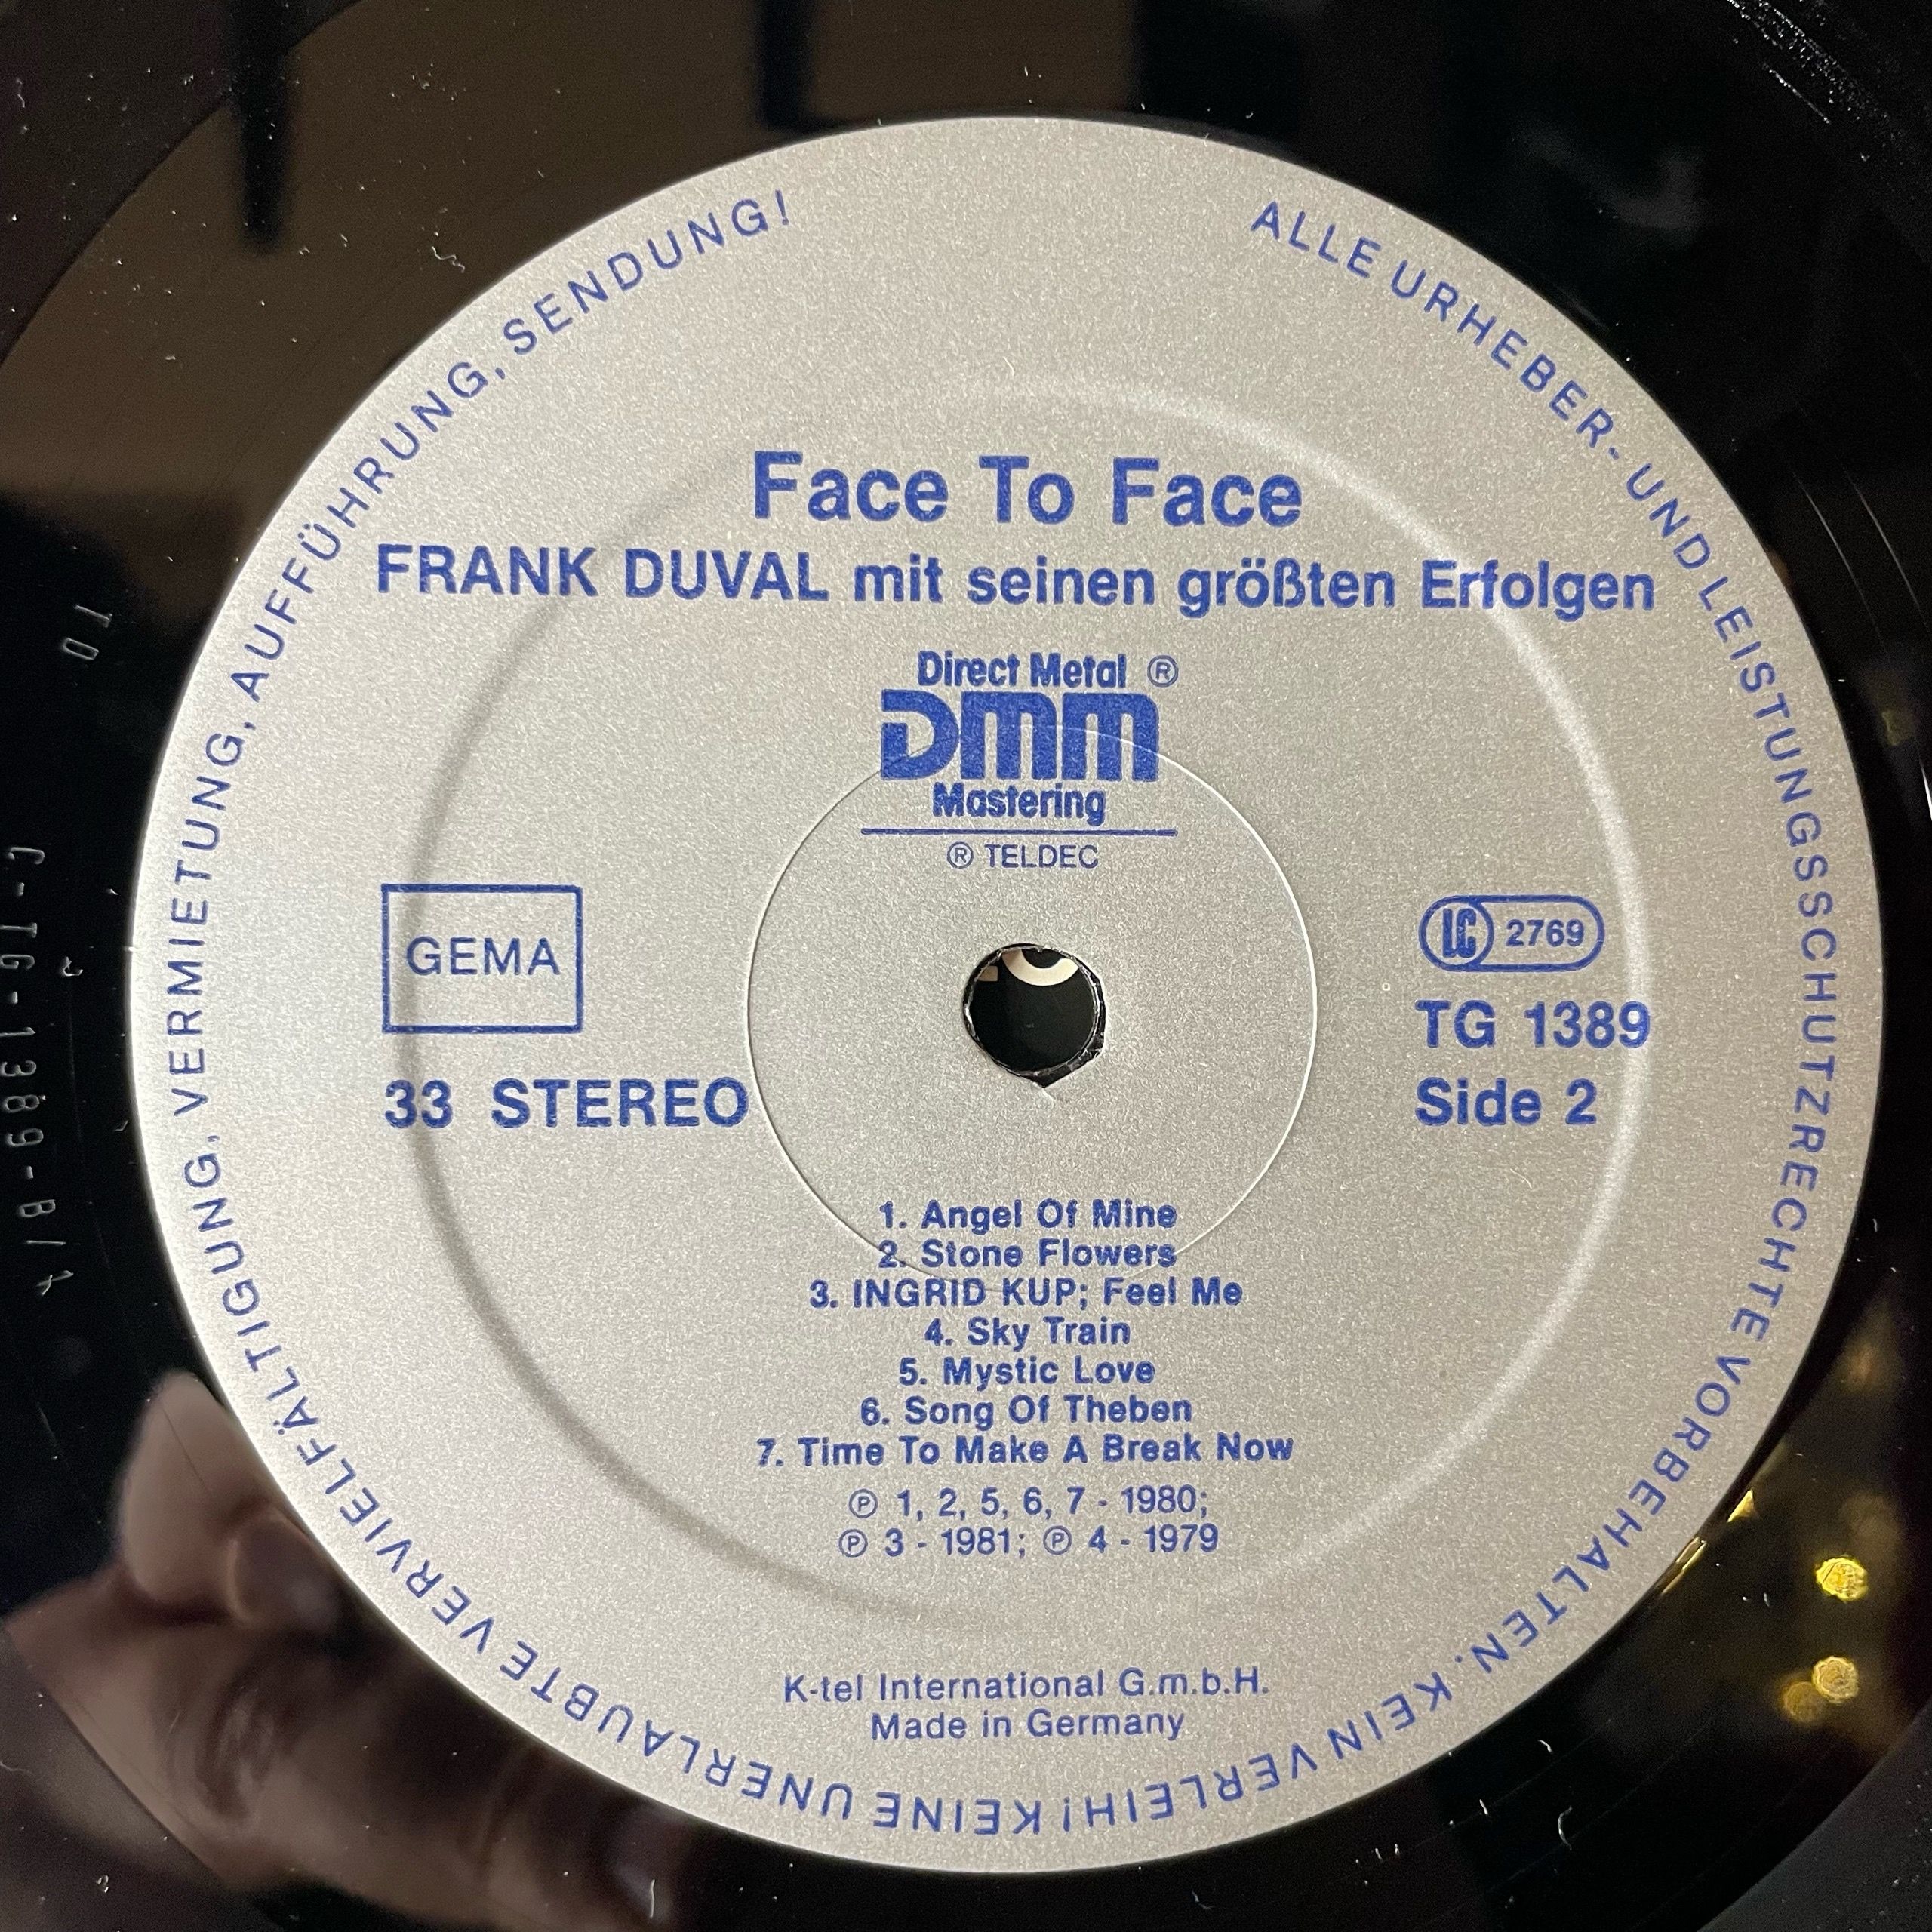 ALLE URHEBER- UND LEISTUNGSSCHUTZRECHTE VORBEHALTEN. KEIN VERLEIH! KEINE UNERLAUBTE VERVIELFÄLTIGUNG, VERMIETUNG, AUFFÜHRUNG, SENDUNG!
Face To Face
FRANK DUVAL mit seinen größten Erfolgen
Direct Metal ®
DMM
Mastering
® TELDEC
GEMA
33 STEREO
LC 2769
TG 1389
Side 2
1. Angel Of Mine
2. Stone Flowers
3. INGRID KUP; Feel Me
4. Sky Train
5. Mystic Love
6. Song Of Theben
7. Time To Make A Break Now
℗ 1, 2, 5, 6, 7 - 1980;
℗ 3 - 1981; ℗ 4 - 1979
K-tel International G.m.b.H.
Made in Germany